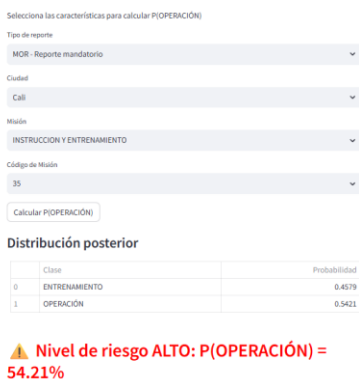 Selecciona las características para calcular P(OPERACIÓN)
Tipo de reporte
MOR - Reporte mandatorio
Ciudad
Cali
Misión
INSTRUCCION Y ENTRENAMIENTO
Código de Misión
35
Calcular P(OPERACIÓN)
Distribución posterior
Clase Probabilidad
0 ENTRENAMIENTO 0.4579
1 OPERACIÓN 0.5421
⚠️ Nivel de riesgo ALTO: P(OPERACIÓN) =
54.21%